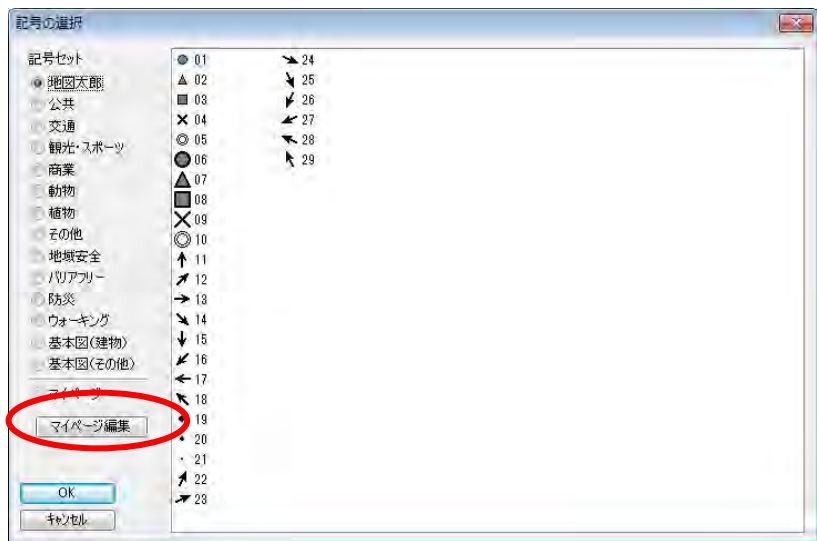 記号の選択
記号セット
地図太郎
公共
交通
観光・スポーツ
商業
動物
植物
その他
地域安全
バリアフリー
防災
ウォーキング
基本図(建物)
基本図(その他)
マイページ
マイページ編集
OK
キャンセル
01
02
03
04
05
06
07
08
09
10
11
12
13
14
15
16
17
18
19
20
21
22
23
24
25
26
27
28
29